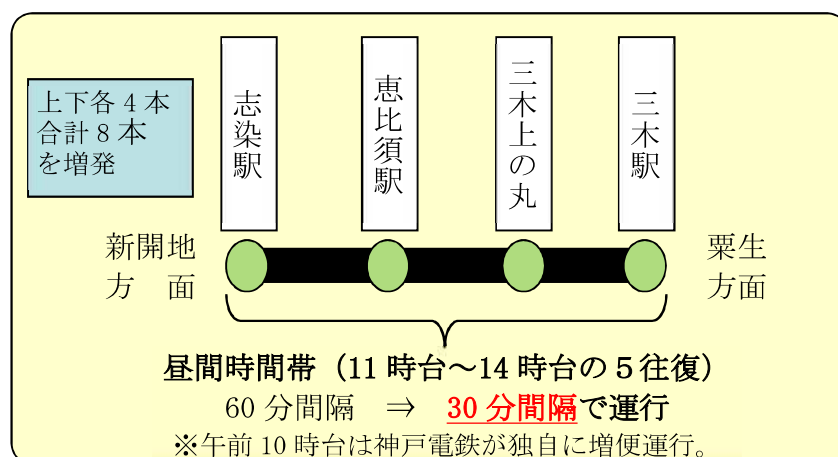 上下各4本
合計8本
を増発
志染駅
恵比須駅
三木上の丸
三木駅
新開地
方　面
粟生
方面
昼間時間帯（11時台～14時台の５往復）
60分間隔　⇒　30分間隔で運行
※午前10時台は神戸電鉄が独自に増便運行。